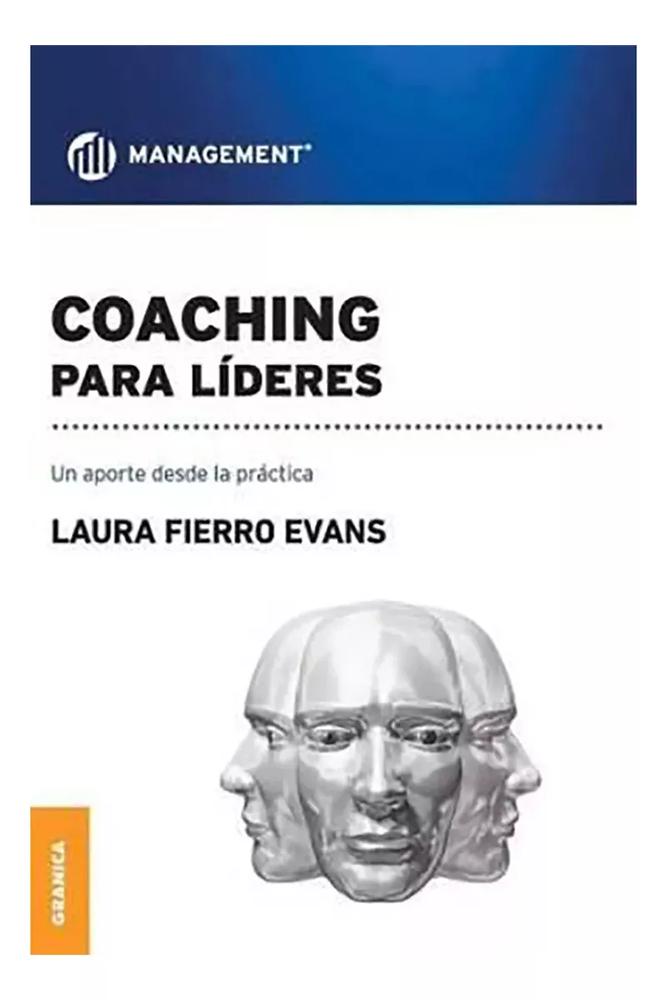 MANAGEMENT®
COACHING
PARA LÍDERES
Un aporte desde la práctica
LAURA FIERRO EVANS
GRANICA